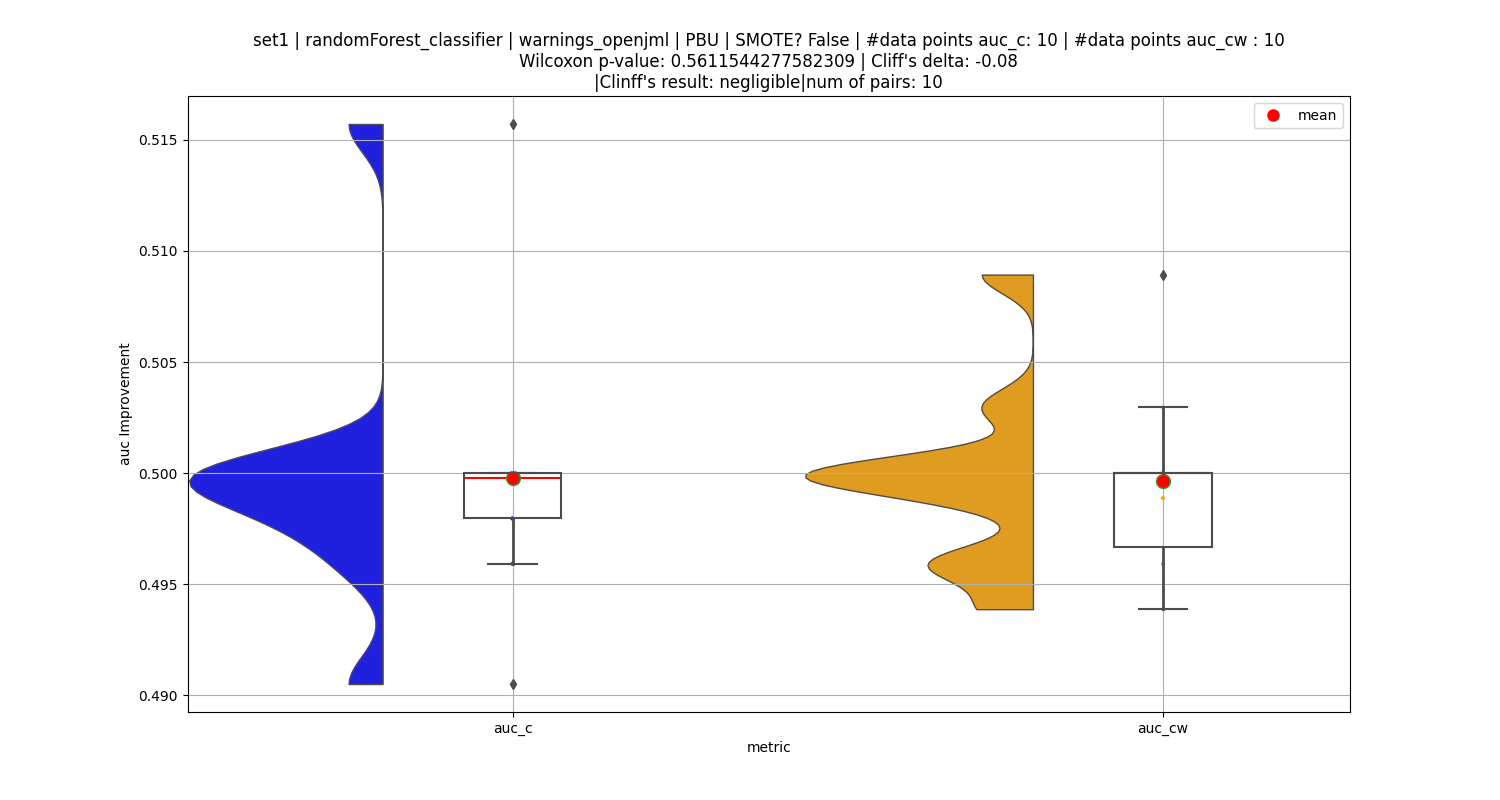 set1 | randomForest_classifier | warnings_openjml | PBU | SMOTE? False | #data points auc_c: 10 | #data points auc_cw : 10
Wilcoxon p-value: 0.5611544277582309 | Cliff's delta: -0.08
|Clinff's result: negligible|num of pairs: 10
mean
0.515
0.510
0.505
0.500
0.495
0.490
auc Improvement
auc_c
auc_cw
metric